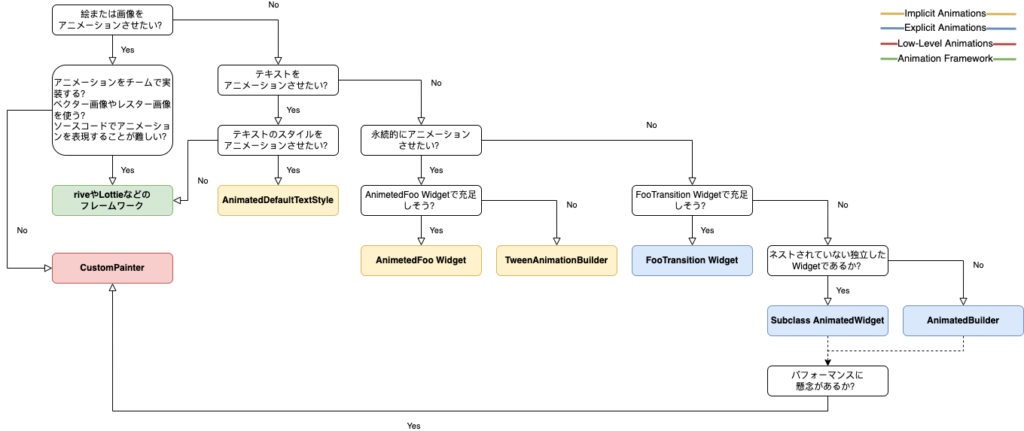 絵または画像を
アニメーションさせたい?
No
Implicit Animations
Explicit Animations
Low-Level Animations
Animation Framework
Yes
アニメーションをチームで実
装する?
ベクター画像やレスター画像
を使う?
ソースコードでアニメーショ
ンを表現することが難しい?
テキストを
アニメーションさせたい?
No
Yes
テキストのスタイルを
アニメーションさせたい?
永続的にアニメーション
させたい?
No
Yes
No
Yes
Yes
riveやLottieなどの
フレームワーク
AnimatedDefaultTextStyle
AnimetedFoo Widgetで充足
しそう?
No
FooTransition Widgetで充足
しそう?
No
No
Yes
Yes
CustomPainter
AnimetedFoo Widget
TweenAnimationBuilder
FooTransition Widget
ネストされていない独立した
Widgetであるか?
No
Yes
Subclass AnimatedWidget
AnimatedBuilder
パフォーマンスに
懸念があるか?
Yes